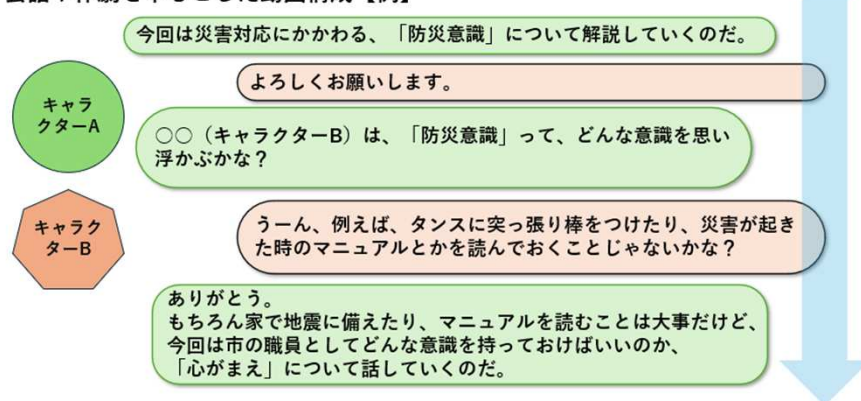 今回は災害対応にかかわる、「防災意識」について解説していくのだ。
キャラ
クターA
よろしくお願いします。
○○（キャラクターB）は、「防災意識」って、どんな意識を思い
浮かぶかな？
キャラク
ターB
うーん、例えば、タンスに突っ張り棒をつけたり、災害が起き
た時のマニュアルとかを読んでおくことじゃないかな？
ありがとう。
もちろん家で地震に備えたり、マニュアルを読むことは大事だけど、
今回は市の職員としてどんな意識を持っておけばいいのか、
「心がまえ」について話していくのだ。